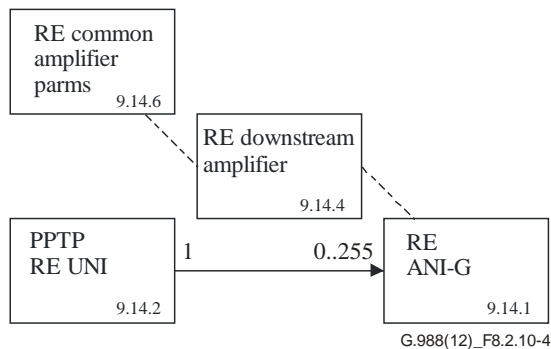 RE common
amplifier
parms
9.14.6
RE downstream
amplifier
9.14.4
PPTP
RE UNI
9.14.2
1
0..255
RE
ANI-G
9.14.1
G.988(12)_F8.2.10-4